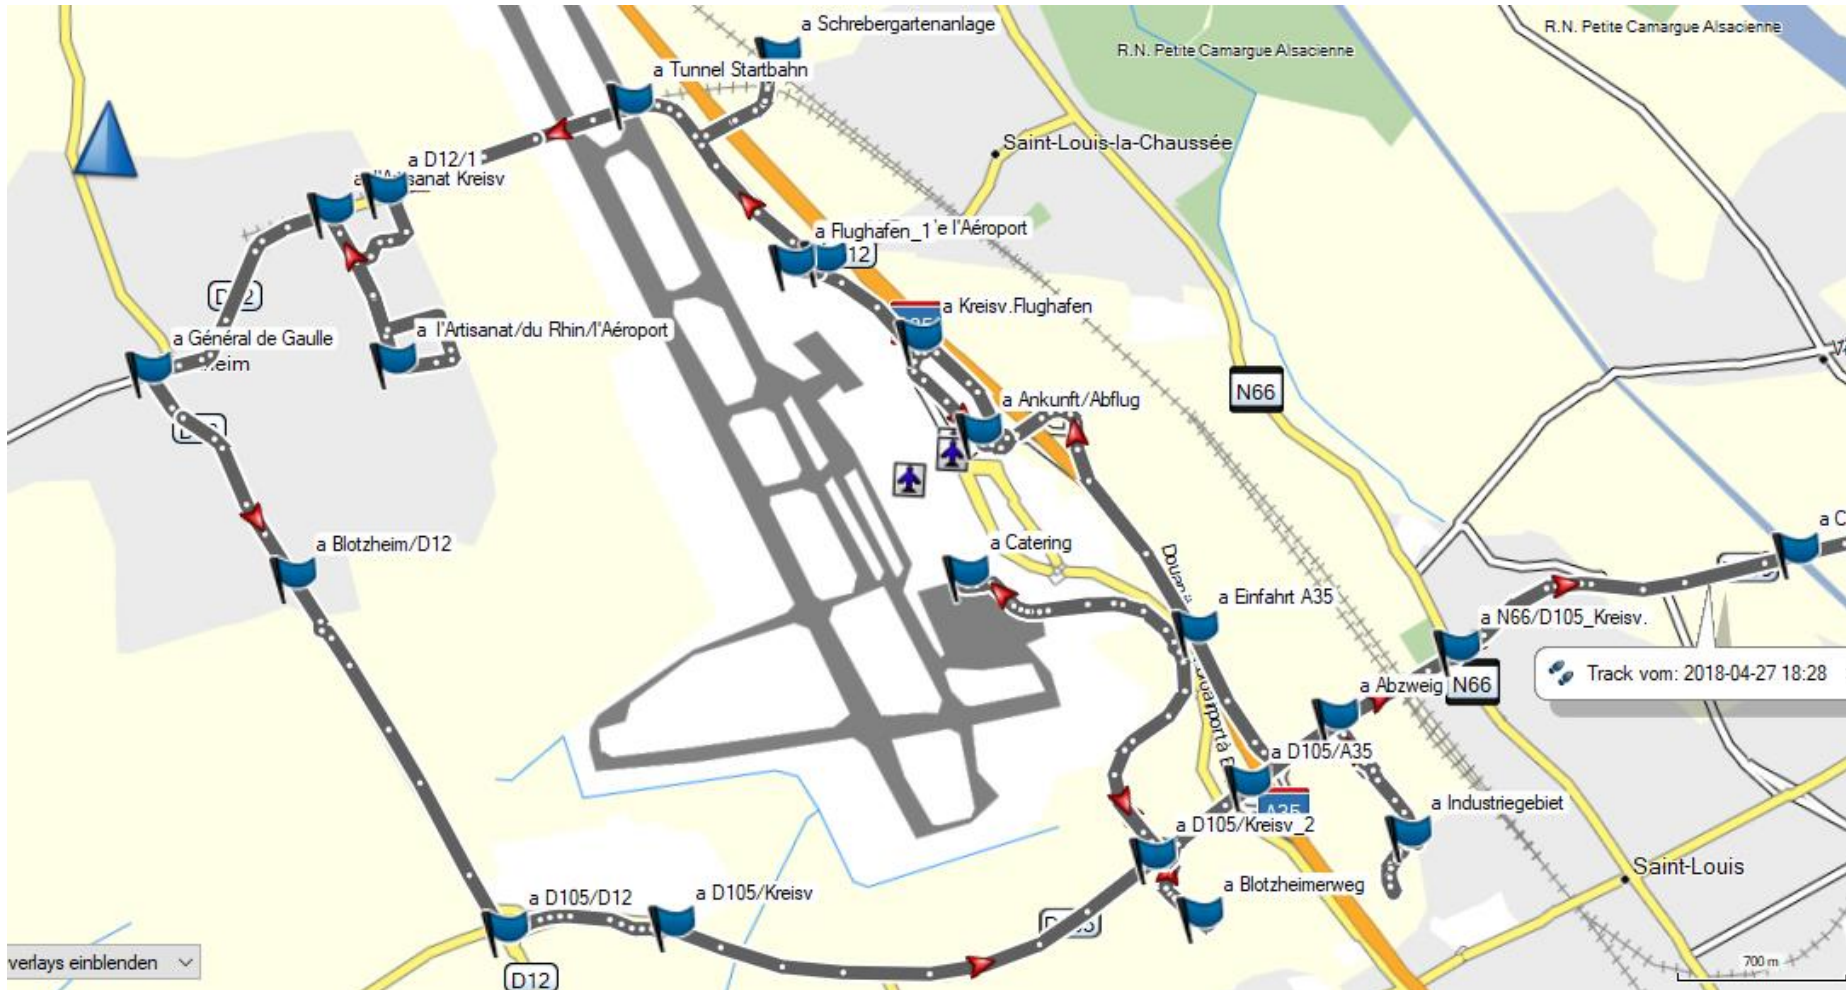 a Schrebergartenanlage
R.N. Petite Camargue Alsacienne
R.N. Petite Camargue Alsacienne
a Tunnel Startbahn
Saint-Louis-la-Chaussée
a D12/1
Kreisv
a Flughafen_1
e l'Aéroport
12
a Kreisv.Flughafen
a l'Artisanat/du Rhin/l'Aéroport
a Général de Gaulle
heim
N66
a Ankunft/Abflug
a C
a Blotzheim/D12
a Catering
a Einfahrt A35
a N66/D105_Kreisv.
Track vom: 2018-04-27 18:28
a Abzweig
N66
a D105/A35
A35
a Industriegebiet
a D105/Kreisv_2
Saint-Louis
a Blotzheimerweg
a D105/D12
a D105/Kreisv
verlays einblenden
D12
700 m